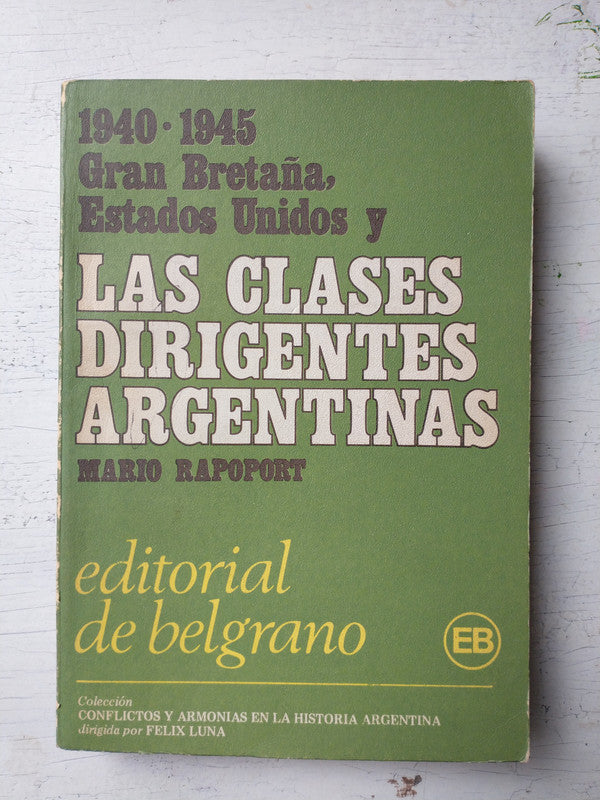 1940 · 1945
Gran Bretaña,
Estados Unidos y
LAS CLASES
DIRIGENTES
ARGENTINAS
MARIO RAPOPORT
editorial
de belgrano
EB
Colección
CONFLICTOS Y ARMONIAS EN LA HISTORIA ARGENTINA
dirigida por FELIX LUNA